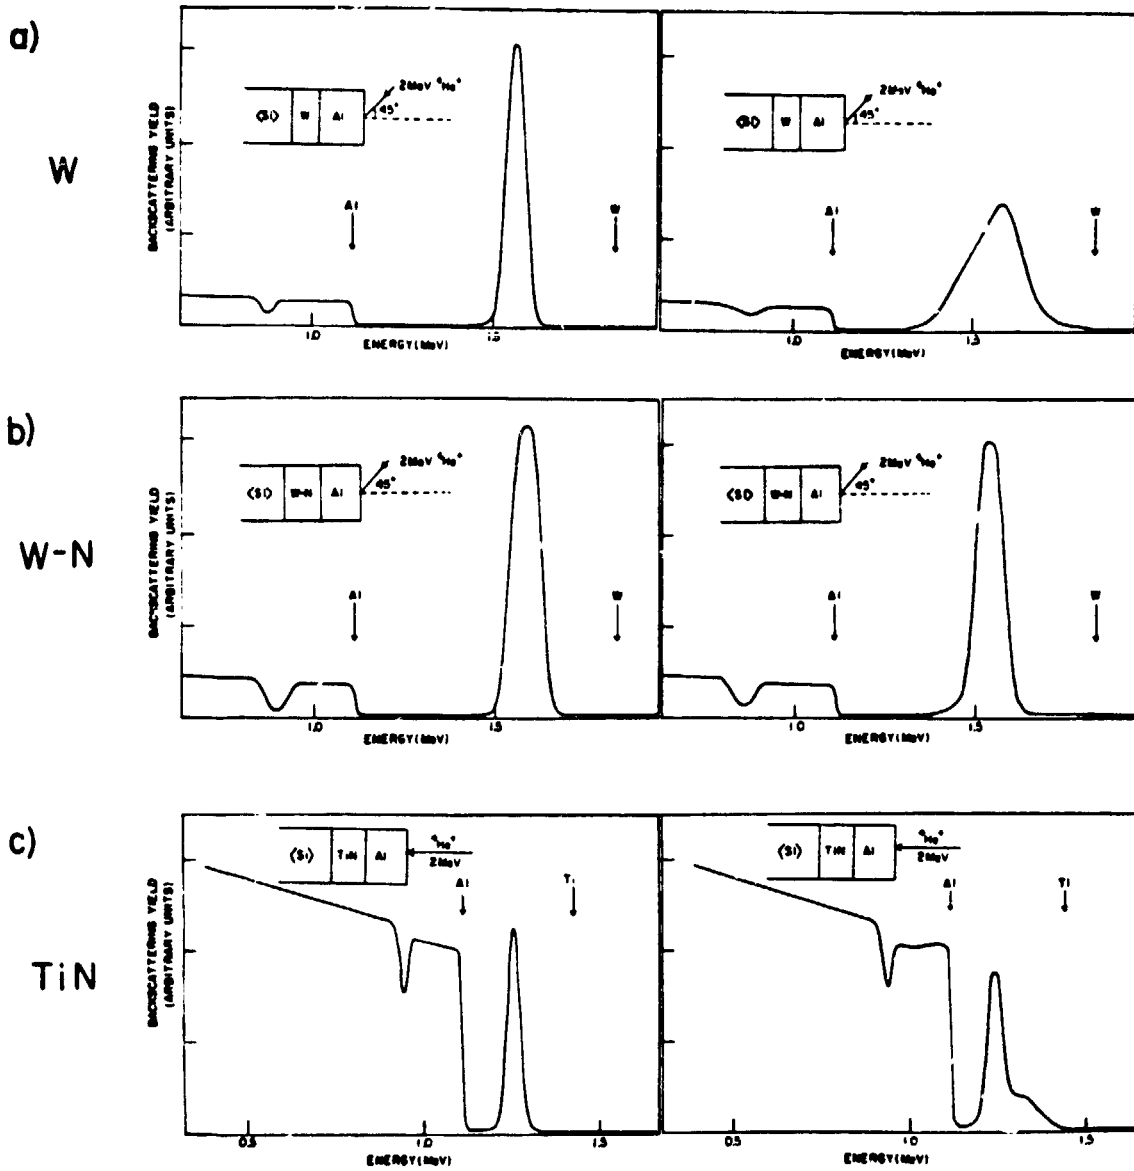 a)
W
BACKSCATTERING YIELD
(ARBITRARY UNITS)
⟨Si⟩ W Al
2MeV ⁴He⁺
45°
Al
W
1.0 1.5
ENERGY(MeV)
⟨Si⟩ W Al
2MeV ⁴He⁺
45°
Al
W
1.0 1.5
ENERGY(MeV)
b)
W-N
BACKSCATTERING YIELD
(ARBITRARY UNITS)
⟨Si⟩ W-N Al
2MeV ⁴He⁺
45°
Al
W
1.0 1.5
ENERGY(MeV)
⟨Si⟩ W-N Al
2MeV ⁴He⁺
45°
Al
W
1.0 1.5
ENERGY(MeV)
c)
TiN
BACKSCATTERING YIELD
(ARBITRARY UNITS)
⟨Si⟩ TiN Al
⁴He⁺
2MeV
Al
Ti
0.5 1.0 1.5
ENERGY(MeV)
⟨Si⟩ TiN Al
⁴He⁺
2MeV
Al
Ti
0.5 1.0 1.5
ENERGY(MeV)